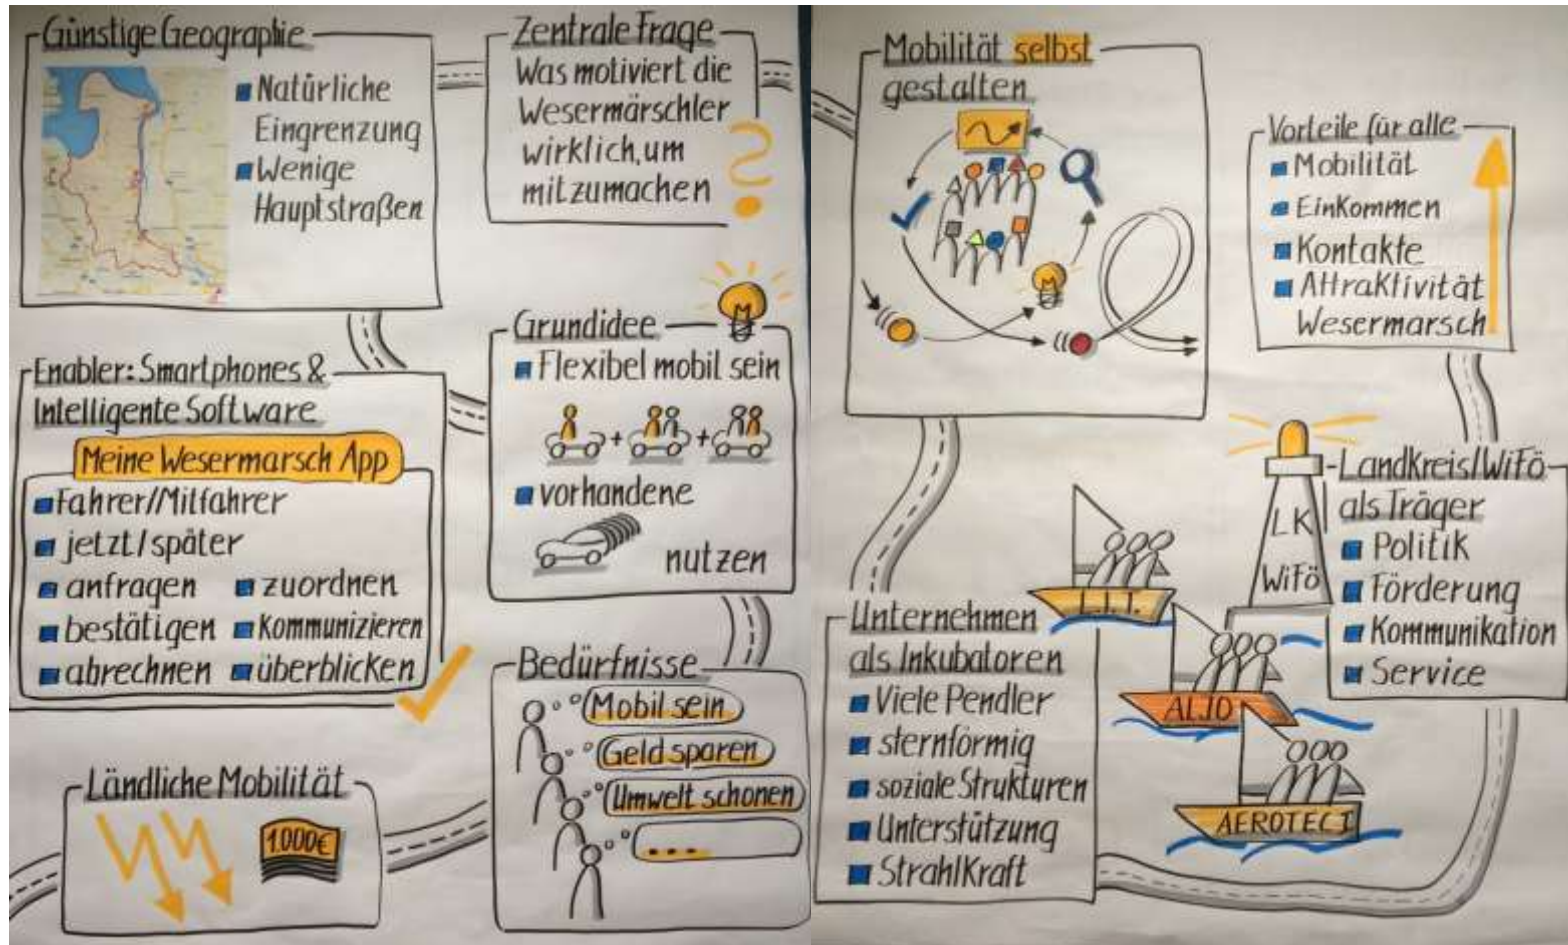 Günstige Geographie
Natürliche
Eingrenzung
Wenige
Hauptstraßen
Zentrale Frage
Was motiviert die
Wesermärschler
wirklich, um
mitzumachen
?
Enabler: Smartphones &
Intelligente Software
Meine Wesermarsch App
Fahrer/Mitfahrer
jetzt/später
anfragen
zuordnen
bestätigen
Kommunizieren
abrechnen
überblicken
Grundidee
Flexibel mobil sein
+ +
vorhandene
nutzen
Ländliche Mobilität
1.000€
Bedürfnisse
Mobil sein
Geld sparen
Umwelt schonen
...
Mobilität selbst
gestalten
Vorteile für alle
Mobilität
Einkommen
Kontakte
Attraktivität
Wesermarsch
Unternehmen
als Inkubatoren
Viele Pendler
sternförmig
soziale Strukturen
Unterstützung
Strahlkraft
L.I.T.
ALJO
AEROTECT
LK
WiFö
Landkreis/WiFö
als Träger
Politik
Förderung
Kommunikation
Service